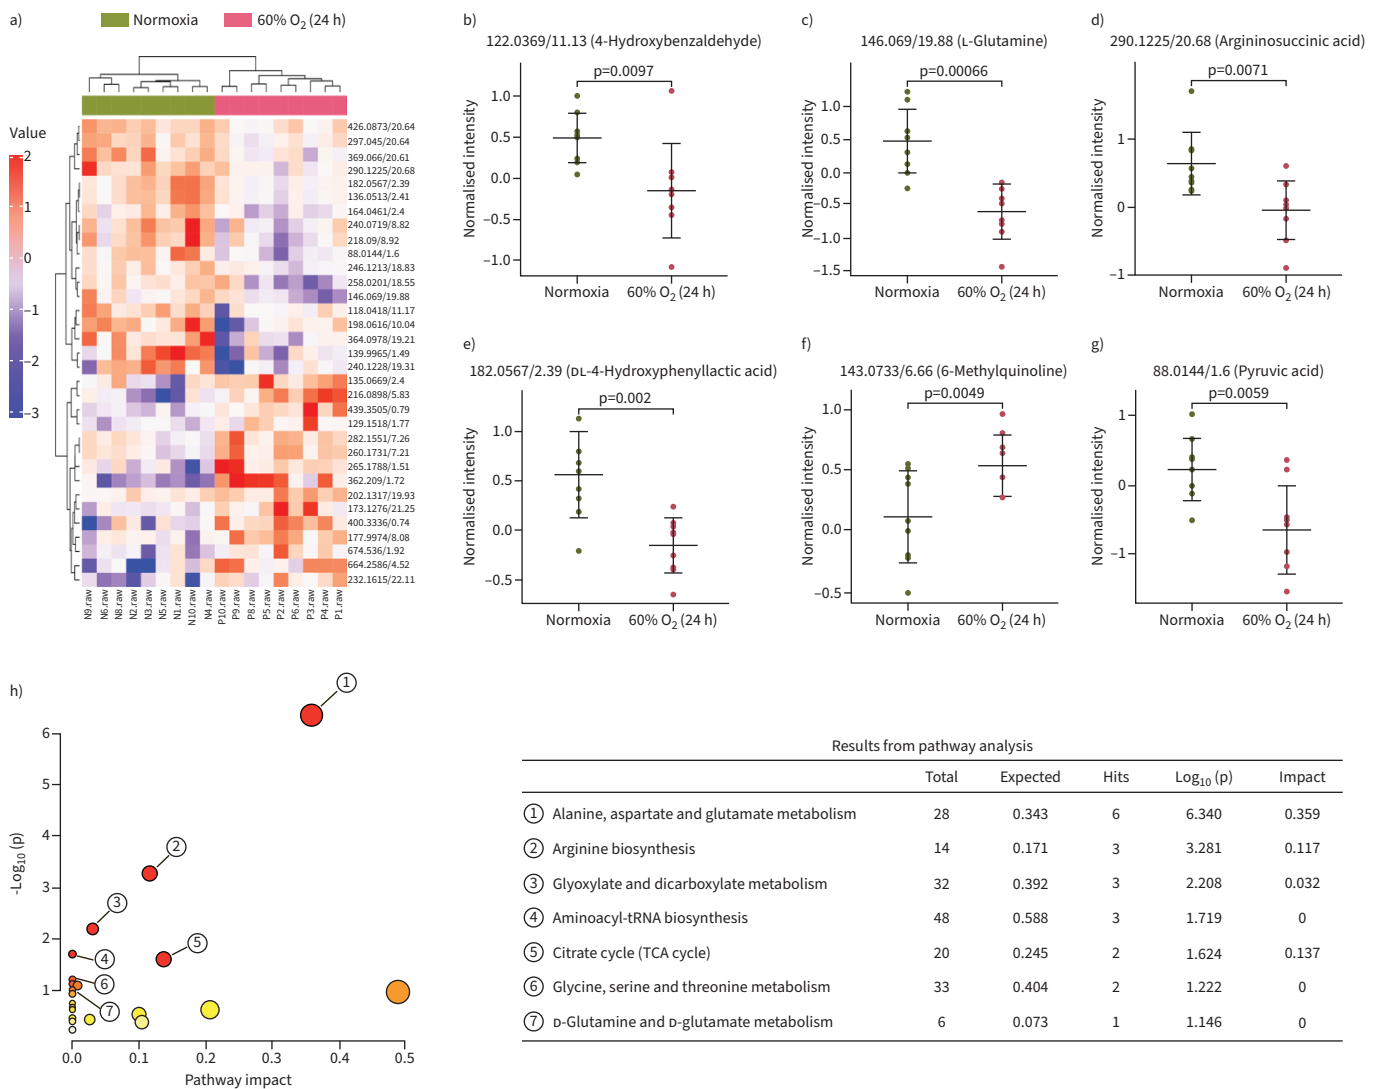 a)
Normoxia
60% O2 (24 h)
Value
2
1
0
−1
−2
−3
426.0873/20.64
297.045/20.64
369.066/20.61
290.1225/20.68
182.0567/2.39
136.0513/2.41
164.0461/2.4
240.0719/8.82
218.09/8.92
88.0144/1.6
246.1213/18.83
258.0201/18.55
146.069/19.88
118.0418/11.17
198.0616/10.04
364.0978/19.21
139.9965/1.49
240.1228/19.31
135.0669/2.4
216.0898/5.83
439.3505/0.79
129.1518/1.77
282.1551/7.26
260.1731/7.21
265.1788/1.51
362.209/1.72
202.1317/19.93
173.1276/21.25
400.3336/0.74
177.9974/8.08
674.536/1.92
664.2586/4.52
232.1615/22.11
N9.raw
N6.raw
N8.raw
N2.raw
N3.raw
N5.raw
N1.raw
N10.raw
N4.raw
P10.raw
P9.raw
P8.raw
P5.raw
P2.raw
P6.raw
P3.raw
P4.raw
P1.raw
b)
122.0369/11.13 (4-Hydroxybenzaldehyde)
p=0.0097
Normalised intensity
1.0
0.5
0.0
−0.5
−1.0
Normoxia 60% O2 (24 h)
c)
146.069/19.88 (L-Glutamine)
p=0.00066
Normalised intensity
1.0
0.5
0.0
−0.5
−1.0
−1.5
Normoxia 60% O2 (24 h)
d)
290.1225/20.68 (Argininosuccinic acid)
p=0.0071
Normalised intensity
1
0
−1
Normoxia 60% O2 (24 h)
e)
182.0567/2.39 (DL-4-Hydroxyphenyllactic acid)
p=0.002
Normalised intensity
1.0
0.5
0.0
−0.5
Normoxia 60% O2 (24 h)
f)
143.0733/6.66 (6-Methylquinoline)
p=0.0049
Normalised intensity
1.0
0.5
0.0
−0.5
Normoxia 60% O2 (24 h)
g)
88.0144/1.6 (Pyruvic acid)
p=0.0059
Normalised intensity
1
0
−1
Normoxia 60% O2 (24 h)
h)
-Log10 (p)
6
5
4
3
2
1
1
2
3
4
5
6
7
0.0 0.1 0.2 0.3 0.4 0.5
Pathway impact
Results from pathway analysis
Total Expected Hits Log10 (p) Impact
1 Alanine, aspartate and glutamate metabolism 28 0.343 6 6.340 0.359
2 Arginine biosynthesis 14 0.171 3 3.281 0.117
3 Glyoxylate and dicarboxylate metabolism 32 0.392 3 2.208 0.032
4 Aminoacyl-tRNA biosynthesis 48 0.588 3 1.719 0
5 Citrate cycle (TCA cycle) 20 0.245 2 1.624 0.137
6 Glycine, serine and threonine metabolism 33 0.404 2 1.222 0
7 D-Glutamine and D-glutamate metabolism 6 0.073 1 1.146 0